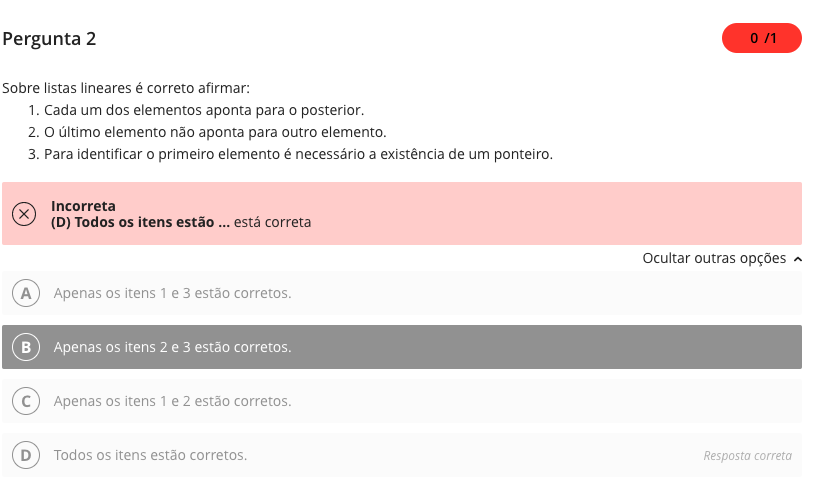 Pergunta 2
0 /1
Sobre listas lineares é correto afirmar:
1. Cada um dos elementos aponta para o posterior.
2. O último elemento não aponta para outro elemento.
3. Para identificar o primeiro elemento é necessário a existência de um ponteiro.
Incorreta
(D) Todos os itens estão ... está correta
Ocultar outras opções
A Apenas os itens 1 e 3 estão corretos.
B Apenas os itens 2 e 3 estão corretos.
C Apenas os itens 1 e 2 estão corretos.
D Todos os itens estão corretos. Resposta correta